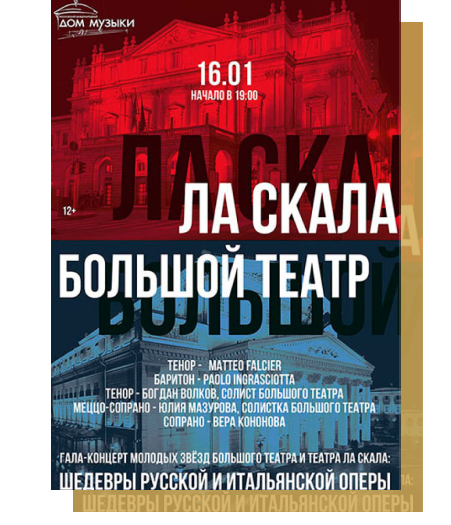 ДОМ МУЗЫКИ
16.01
НАЧАЛО В 19:00
ЛА СКАЛА
12+
ЛА СКАЛА
БОЛЬШОЙ ТЕАТР
БОЛЬШОЙ
ТЕНОР - MATTEO FALCIER
БАРИТОН - PAOLO INGRASCIOTTA
ТЕНОР - БОГДАН ВОЛКОВ, СОЛИСТ БОЛЬШОГО ТЕАТРА
МЕЦЦО-СОПРАНО - ЮЛИЯ МАЗУРОВА, СОЛИСТКА БОЛЬШОГО ТЕАТРА
СОПРАНО - ВЕРА КОНОНОВА
ГАЛА-КОНЦЕРТ МОЛОДЫХ ЗВЁЗД БОЛЬШОГО ТЕАТРА И ТЕАТРА ЛА СКАЛА:
ШЕДЕВРЫ РУССКОЙ И ИТАЛЬЯНСКОЙ ОПЕРЫ
ШЕДЕВРЫ РУССКОЙ И ИТАЛЬЯНСКОЙ ОПЕРЫ